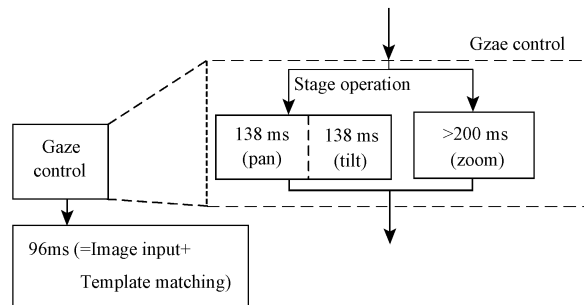 Gzae control
Stage operation
138 ms
(pan)
138 ms
(tilt)
>200 ms
(zoom)
Gaze
control
96ms (=Image input+
Template matching)